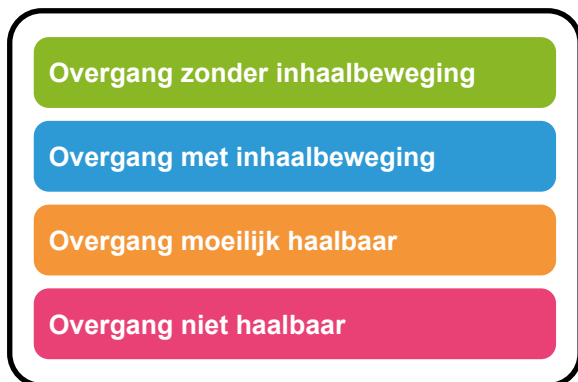 Overgang zonder inhaalbeweging
Overgang met inhaalbeweging
Overgang moeilijk haalbaar
Overgang niet haalbaar